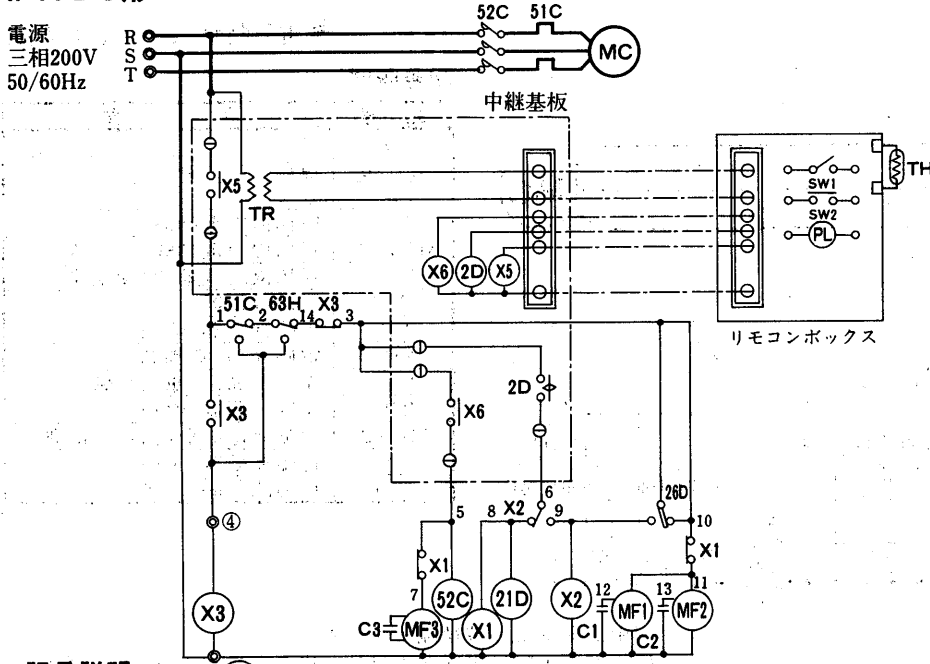 電源
三相200V
50/60Hz
R
S
T
52C
51C
MC
中継基板
X5
TR
X6
2D
X5
SW1
SW2
PL
TH
リモコンボックス
51C
63H
X3
1
2
14
3
X3
X6
2D
④
5
X1
7
8
X2
6
9
26D
10
X1
X3
C3
MF3
52C
X1
21D
X2
12
C1
MF1
C2
13
MF2
11